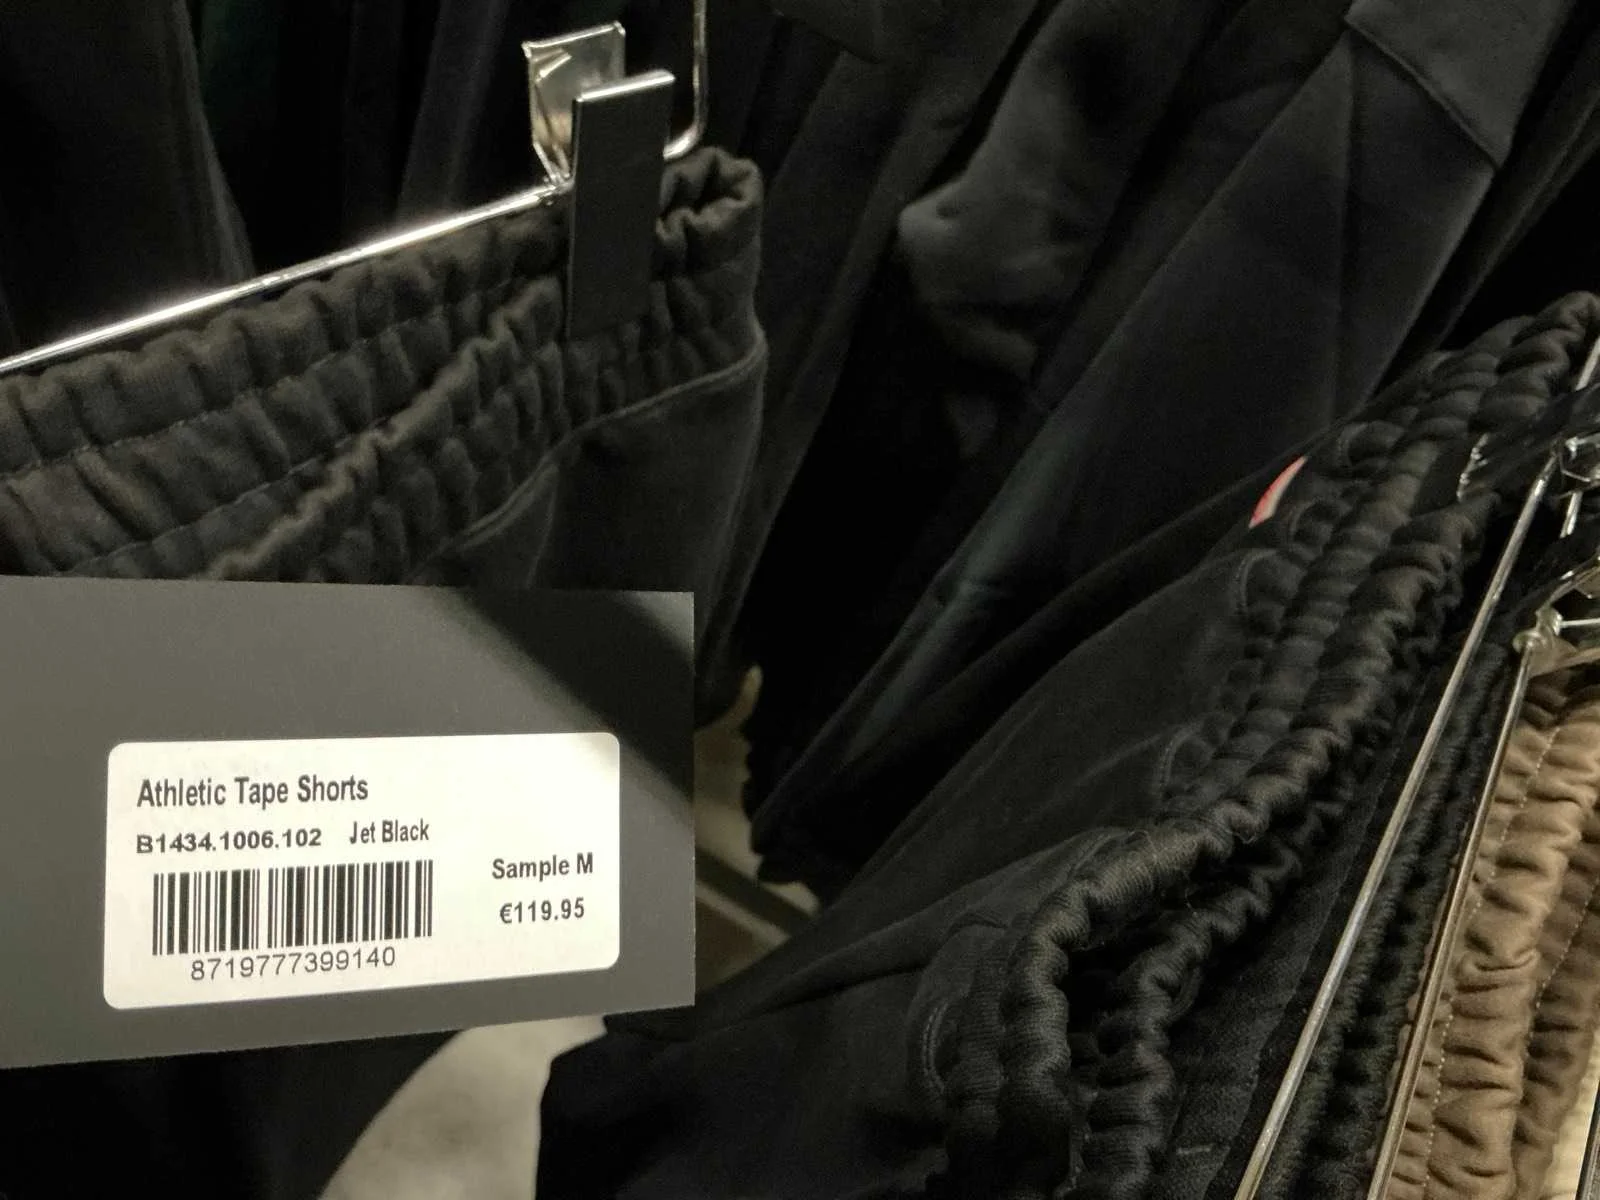 Athletic Tape Shorts
B1434.1006.102 Jet Black
Sample M
€119.95
8719777399140